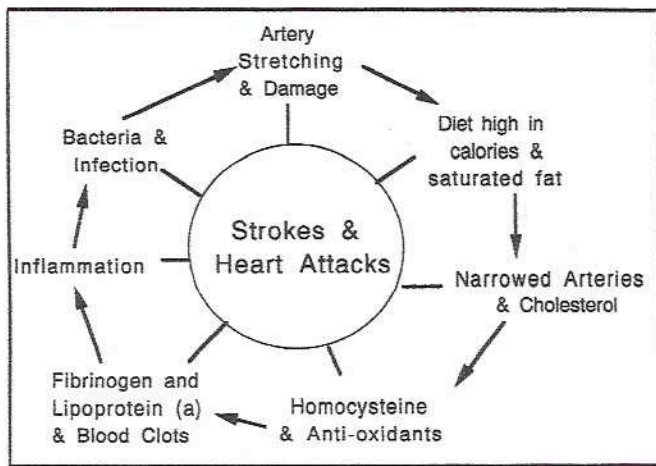 Artery
Stretching
& Damage
Diet high in
calories &
saturated fat
Narrowed Arteries
& Cholesterol
Homocysteine
& Anti-oxidants
Fibrinogen and
Lipoprotein (a)
& Blood Clots
Inflammation
Bacteria &
Infection
Strokes &
Heart Attacks